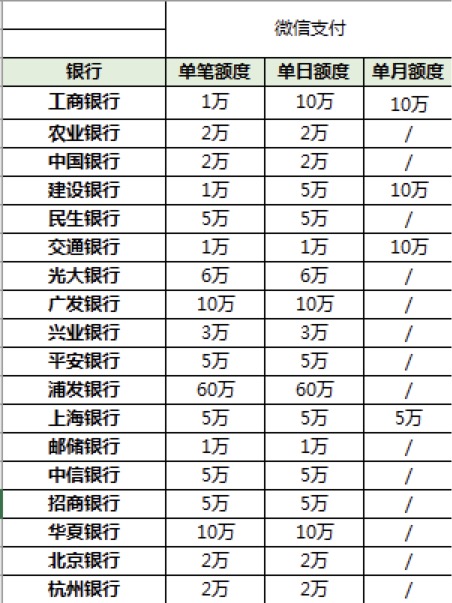 微信支付
银行 单笔额度 单日额度 单月额度
工商银行 1万 10万 10万
农业银行 2万 2万 /
中国银行 2万 2万 /
建设银行 1万 5万 10万
民生银行 5万 5万 /
交通银行 1万 1万 10万
光大银行 6万 6万 /
广发银行 10万 10万 /
兴业银行 3万 3万 /
平安银行 5万 5万 /
浦发银行 60万 60万 /
上海银行 5万 5万 5万
邮储银行 1万 1万 /
中信银行 5万 5万 /
招商银行 5万 5万 /
华夏银行 10万 10万 /
北京银行 2万 2万 /
杭州银行 2万 2万 /